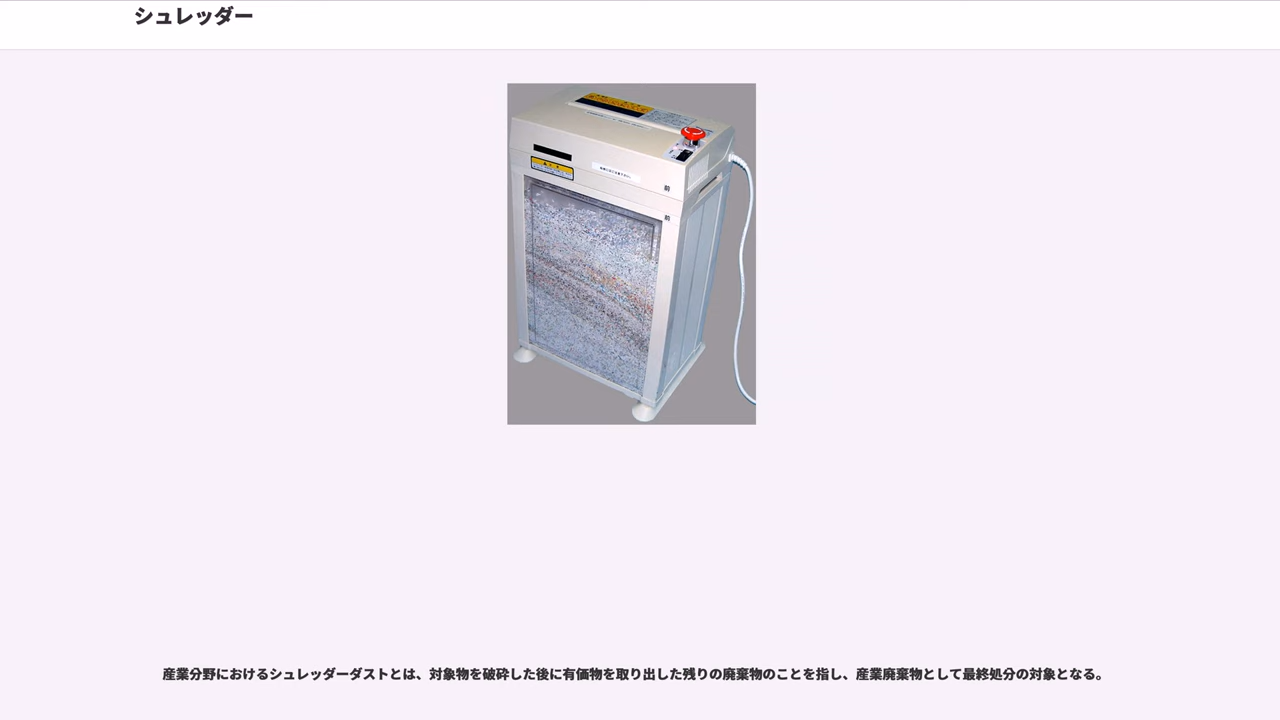 シュレッダー
前
前
産業分野におけるシュレッダーダストとは、対象物を破砕した後に有価物を取り出した残りの廃棄物のことを指し、産業廃棄物として最終処分の対象となる。